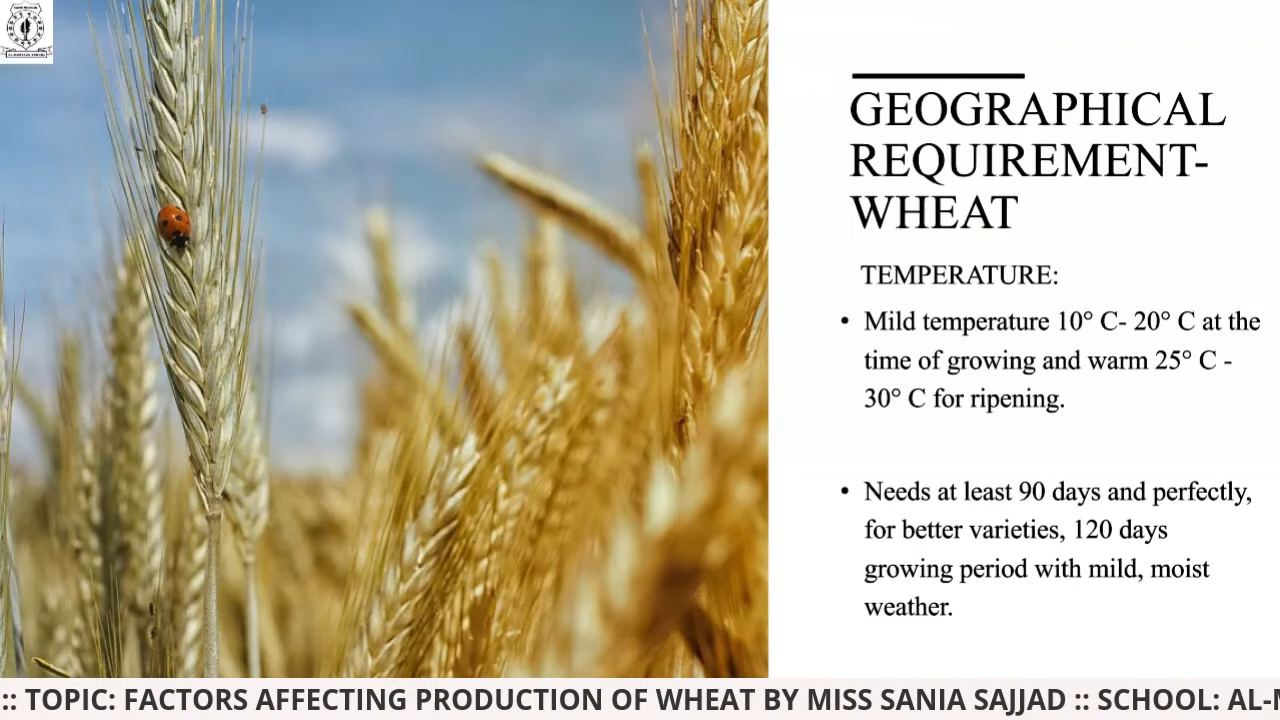 GEOGRAPHICAL
REQUIREMENT-
WHEAT
TEMPERATURE:
• Mild temperature 10° C- 20° C at the
time of growing and warm 25° C -
30° C for ripening.
• Needs at least 90 days and perfectly,
for better varieties, 120 days
growing period with mild, moist
weather.
:: TOPIC: FACTORS AFFECTING PRODUCTION OF WHEAT BY MISS SANIA SAJJAD :: SCHOOL: AL-